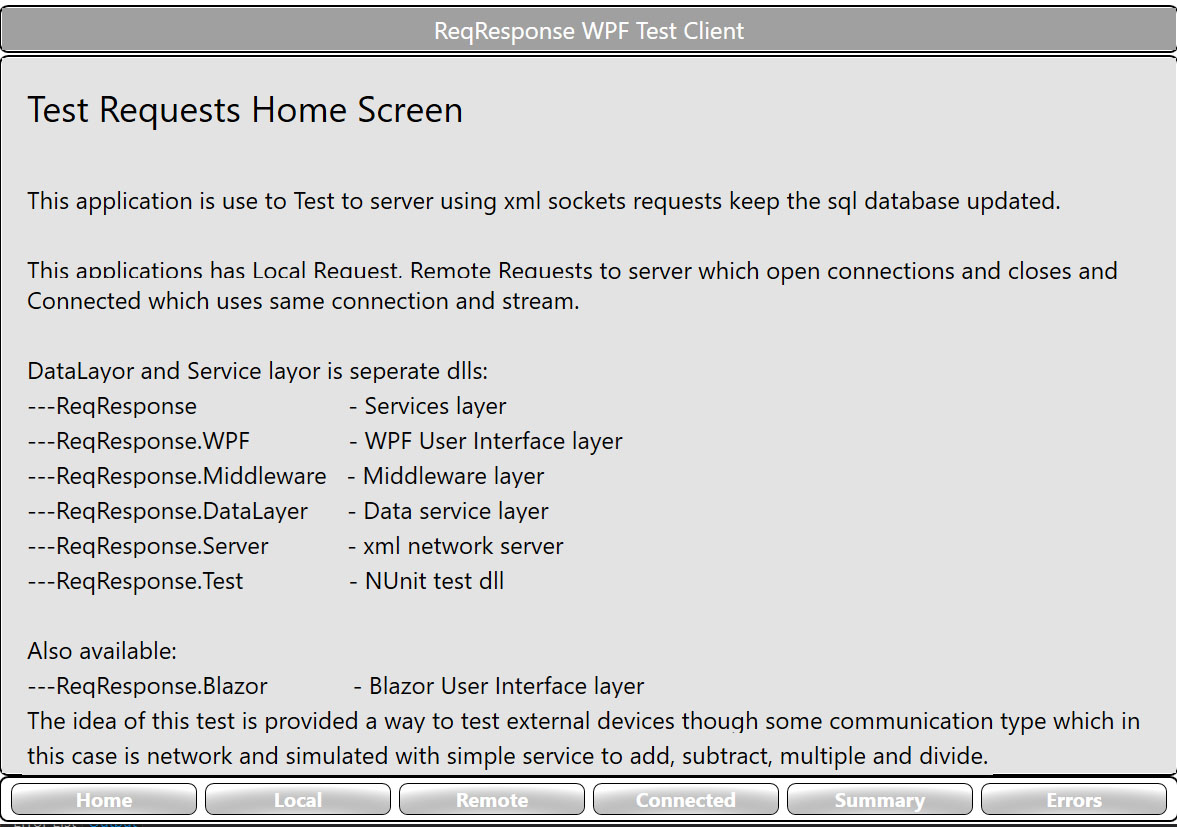 ReqResponse WPF Test Client
Test Requests Home Screen
This application is use to Test to server using xml sockets requests keep the sql database updated.
This applications has Local Request, Remote Requests to server which open connections and closes and
Connected which uses same connection and stream.
DataLayor and Service layor is seperate dlls:
---ReqResponse - Services layer
---ReqResponse.WPF - WPF User Interface layer
---ReqResponse.Middleware - Middleware layer
---ReqResponse.DataLayer - Data service layer
---ReqResponse.Server - xml network server
---ReqResponse.Test - NUnit test dll
Also available:
---ReqResponse.Blazor - Blazor User Interface layer
The idea of this test is provided a way to test external devices though some communication type which in
this case is network and simulated with simple service to add, subtract, multiple and divide.
Home Local Remote Connected Summary Errors